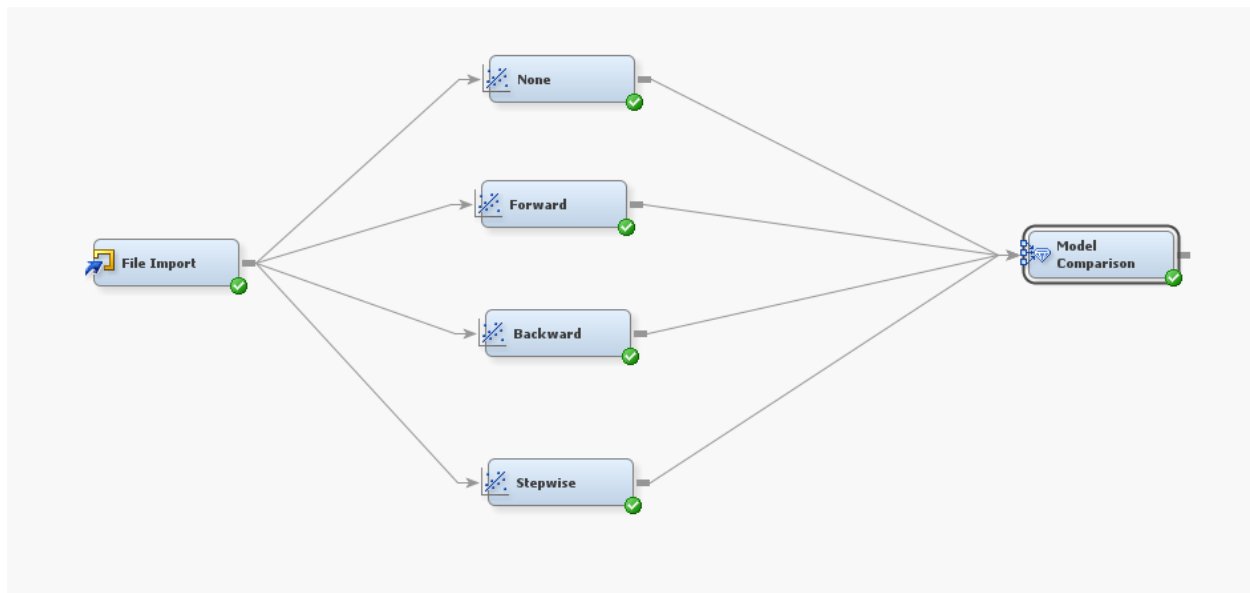 None
Forward
File Import
Model
Comparison
Backward
Stepwise